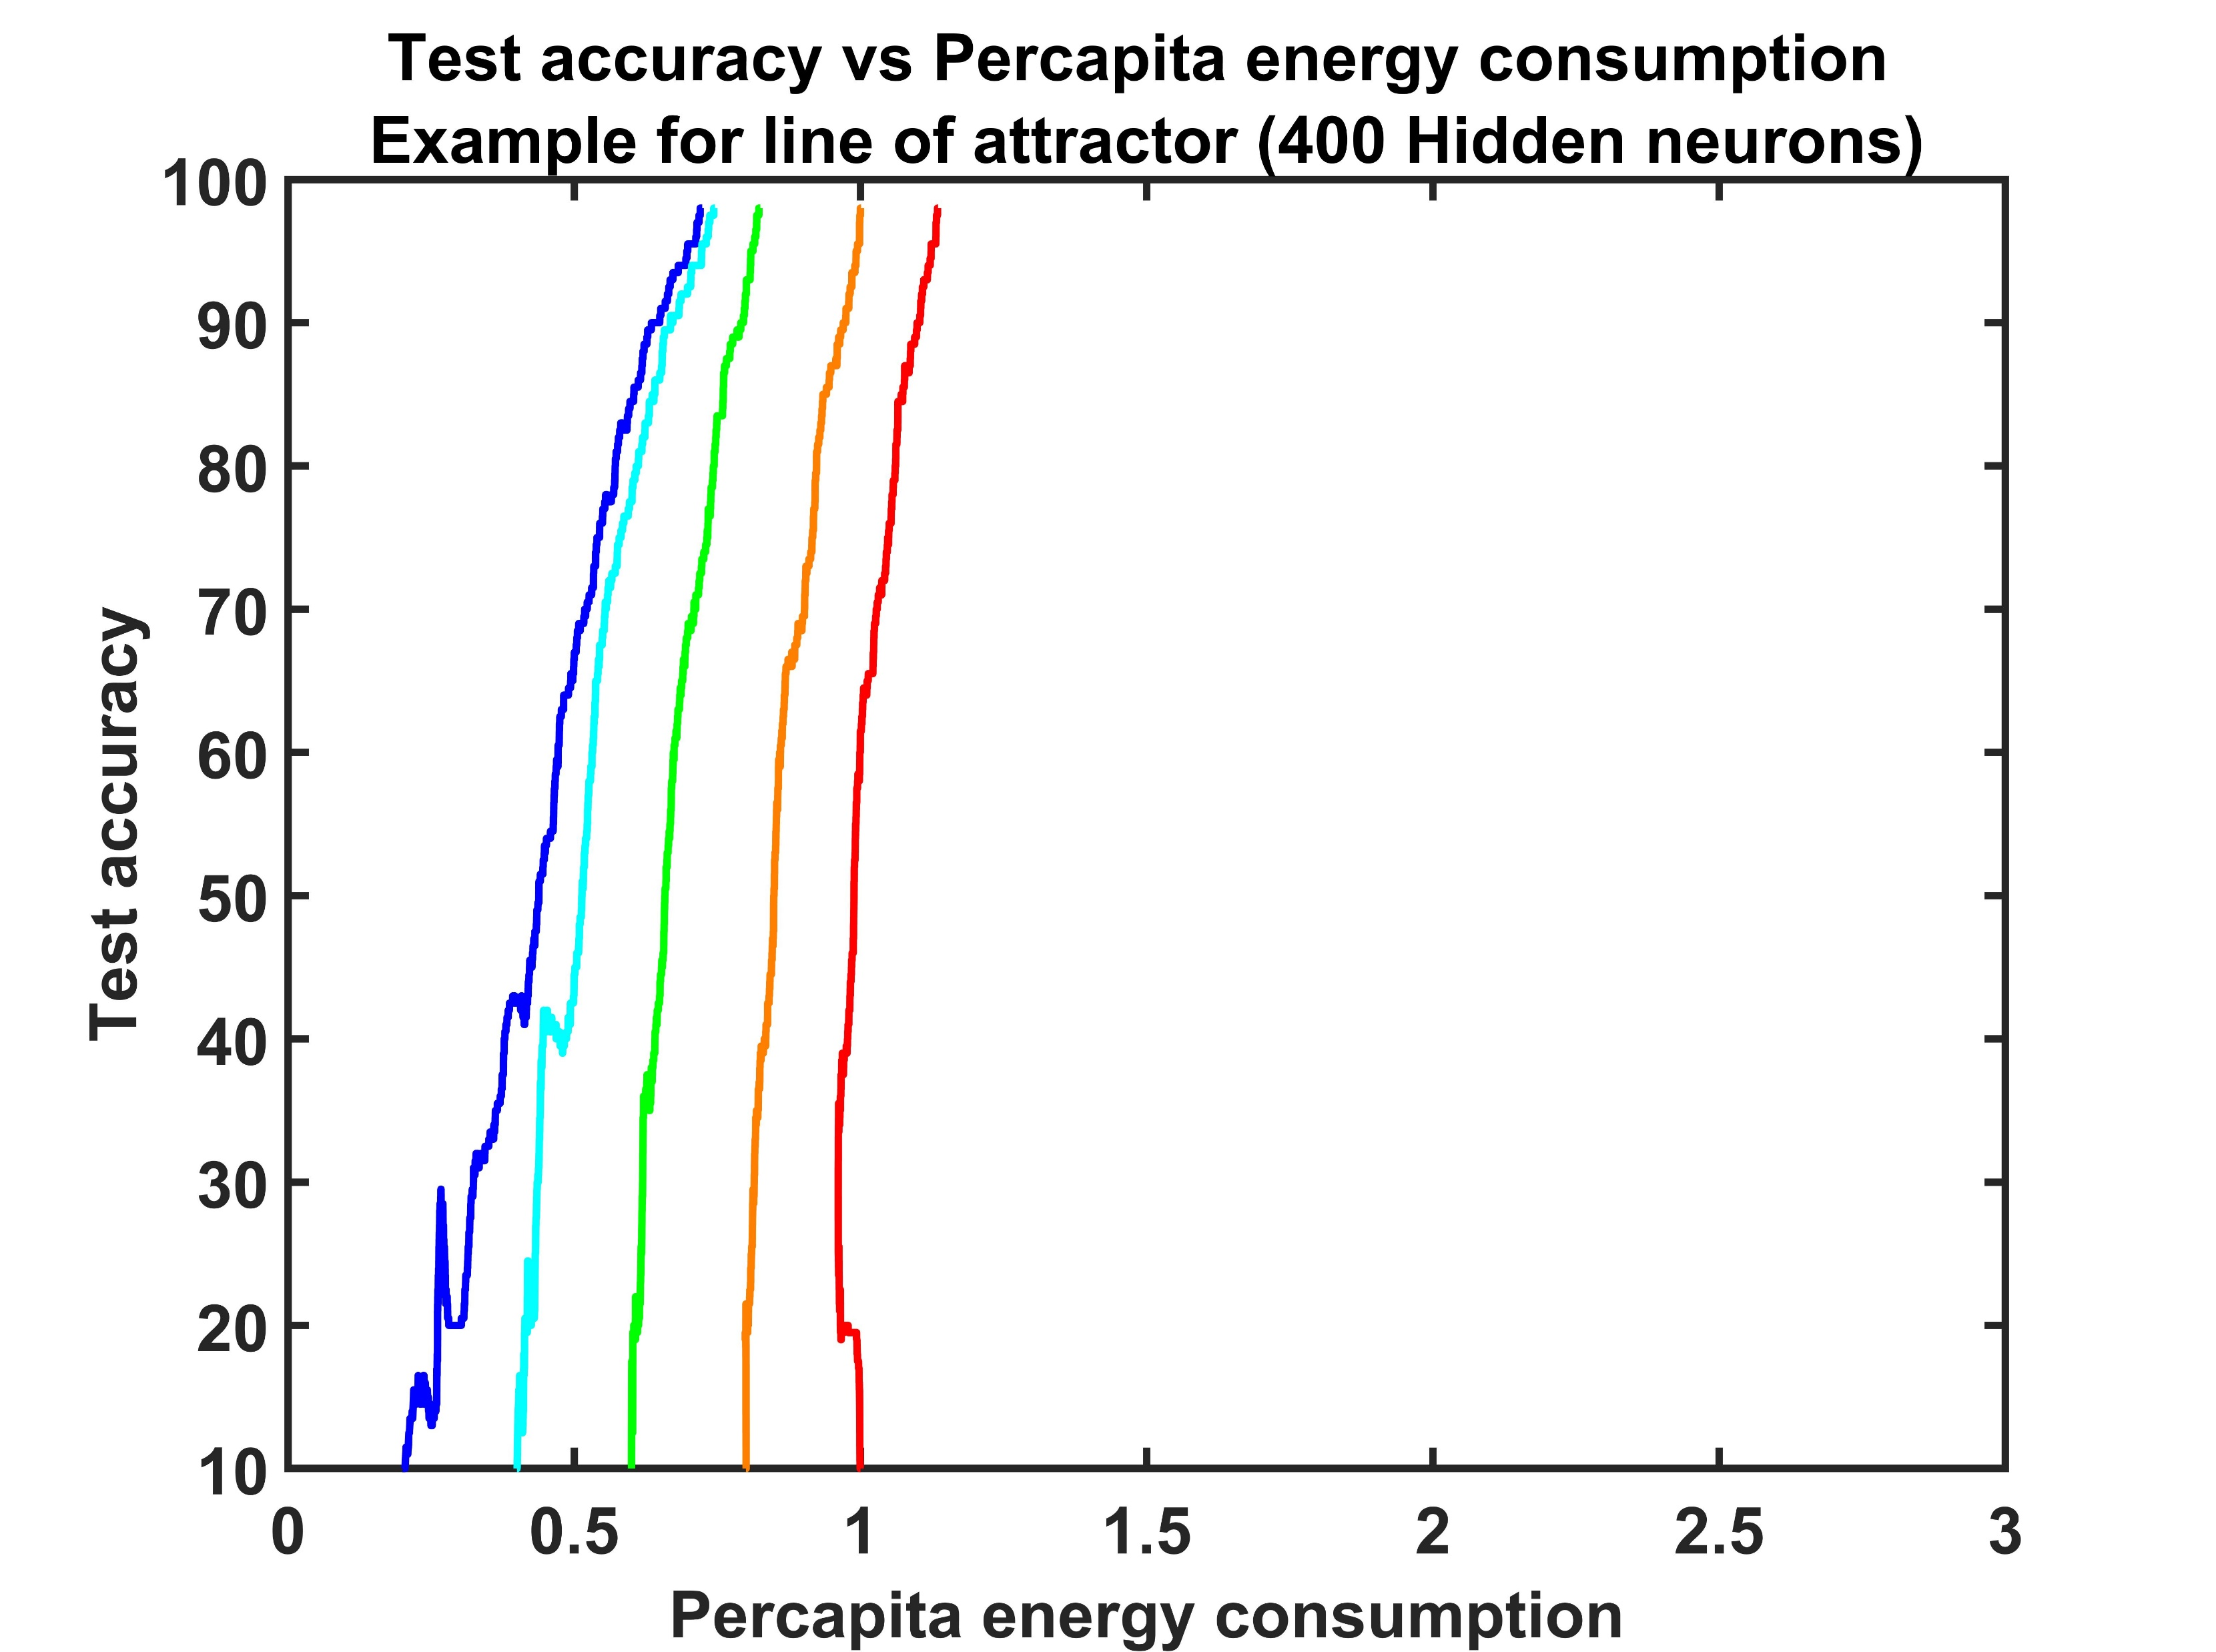 Test accuracy vs Percapita energy consumption
Example for line of attractor (400 Hidden neurons)
100
90
80
70
60
50
40
30
20
10
Test accuracy
0 0.5 1 1.5 2 2.5 3
Percapita energy consumption